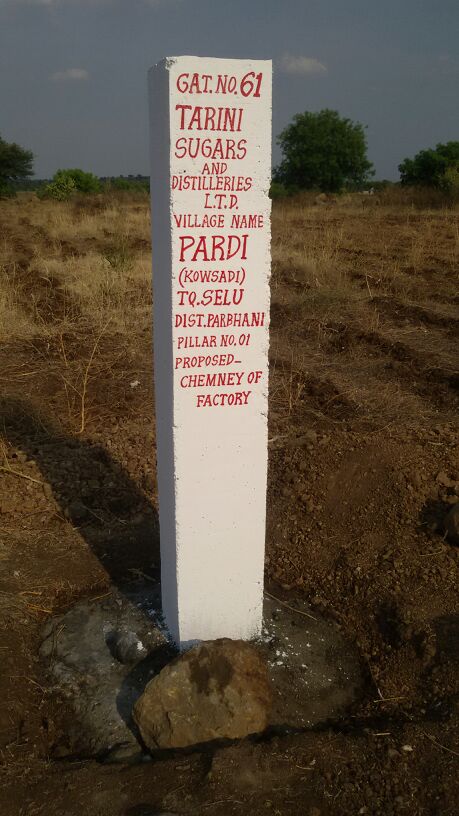 GAT. NO. 61
TARINI
SUGARS
AND
DISTILLERIES
L.T.D.
VILLAGE NAME
PARDI
(KOWSADI)
TQ. SELU
DIST. PARBHANI
PILLAR NO. 01
PROPOSED-
CHEMNEY OF
FACTORY